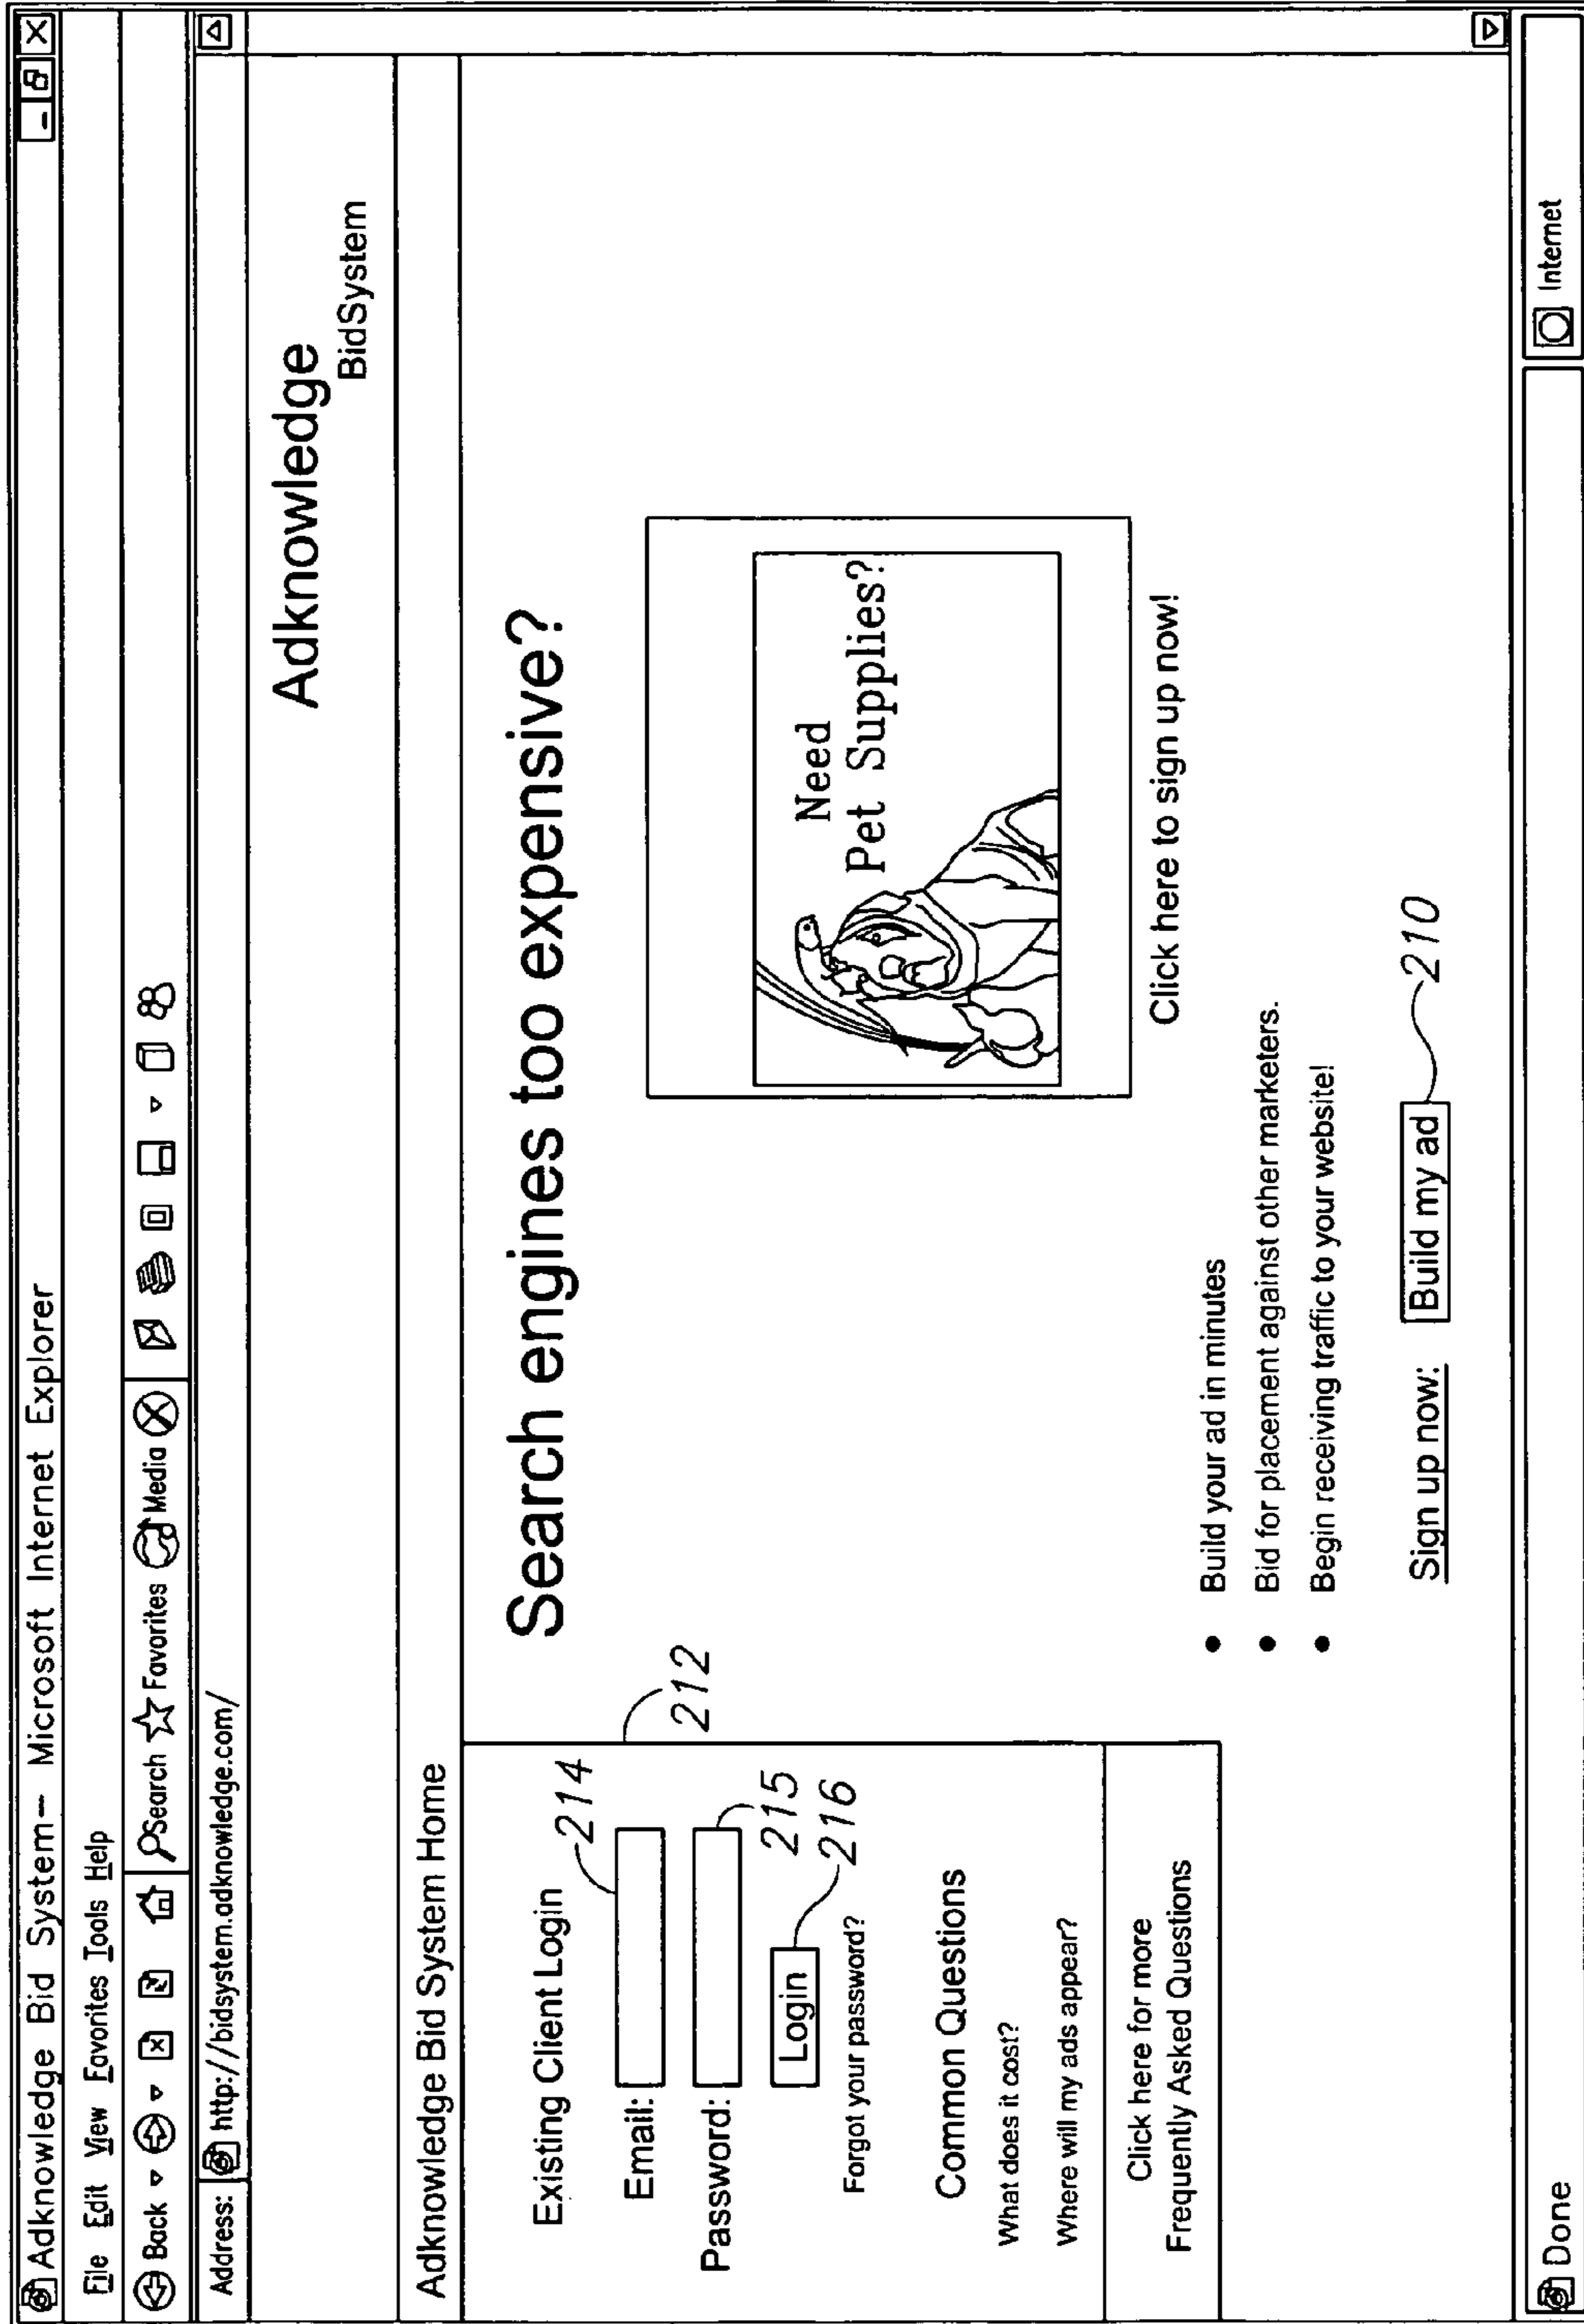 Adknowledge Bid System-- Microsoft Internet Explorer
File Edit View Favorites Tools Help
Back Search Favorites Media
Address: http://bidsystem.adknowledge.com/
Adknowledge
BidSystem
Adknowledge Bid System Home
Existing Client Login
214
Email:
Password:
215
Login
216
Forgot your password?
Common Questions
What does it cost?
Where will my ads appear?
Click here for more
Frequently Asked Questions
212
Search engines too expensive?
Need
Pet Supplies?
Click here to sign up now!
• Build your ad in minutes
• Bid for placement against other marketers.
• Begin receiving traffic to your website!
Sign up now: Build my ad 210
Done Internet